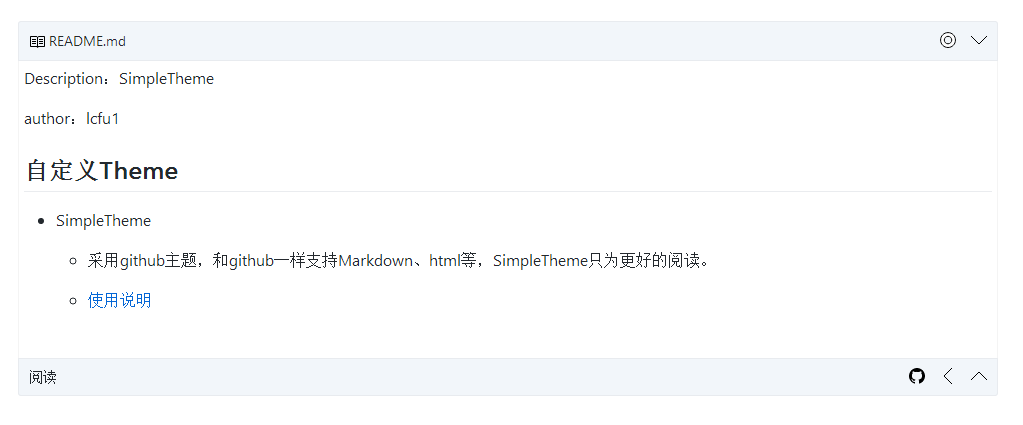 README.md
Description：SimpleTheme
author：lcfu1
自定义Theme
SimpleTheme
采用github主题，和github一样支持Markdown、html等，SimpleTheme只为更好的阅读。
使用说明
阅读